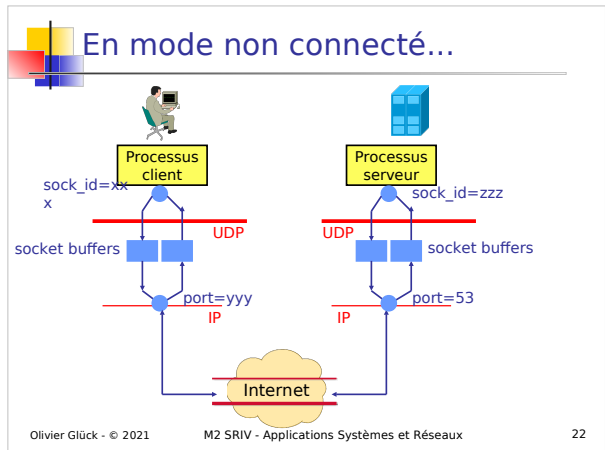 En mode non connecté...
Processus
client
Processus
serveur
sock_id=xx
x
sock_id=zzz
UDP
UDP
socket buffers
socket buffers
port=yyy
port=53
IP
IP
Internet
Olivier Glück - © 2021
M2 SRIV - Applications Systèmes et Réseaux
22